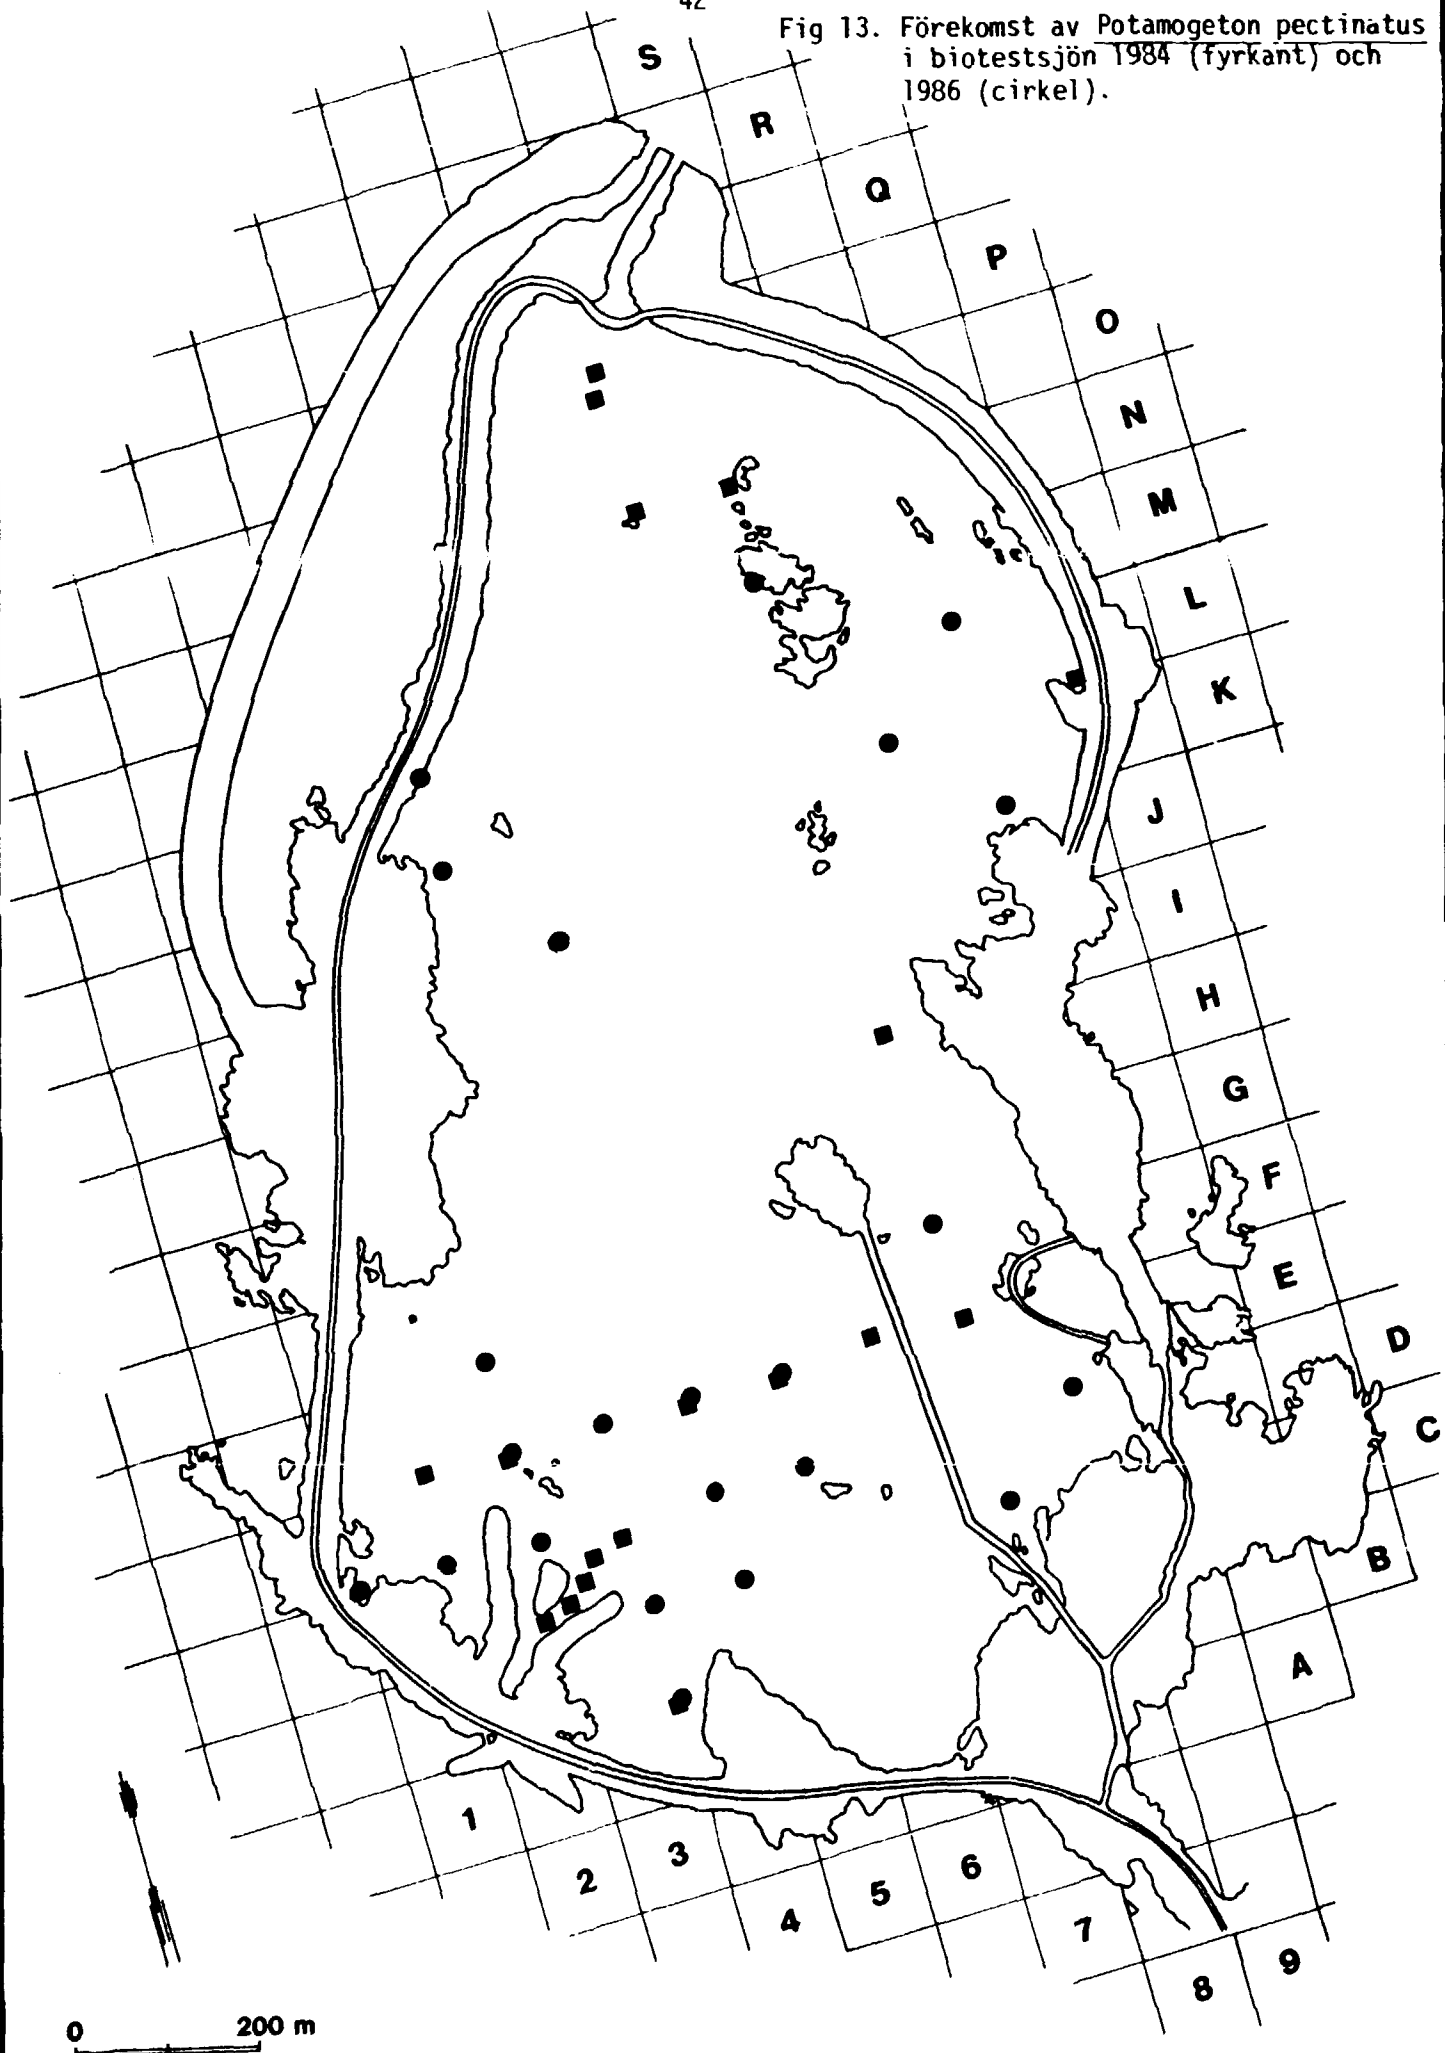 42
Fig 13. Förekomst av Potamogeton pectinatus
i biotestsjön 1984 (fyrkant) och
1986 (cirkel).
S
R
Q
P
O
N
M
L
K
J
I
H
G
F
E
D
C
B
A
1
2
3
4
5
6
7
8
9
0 200 m